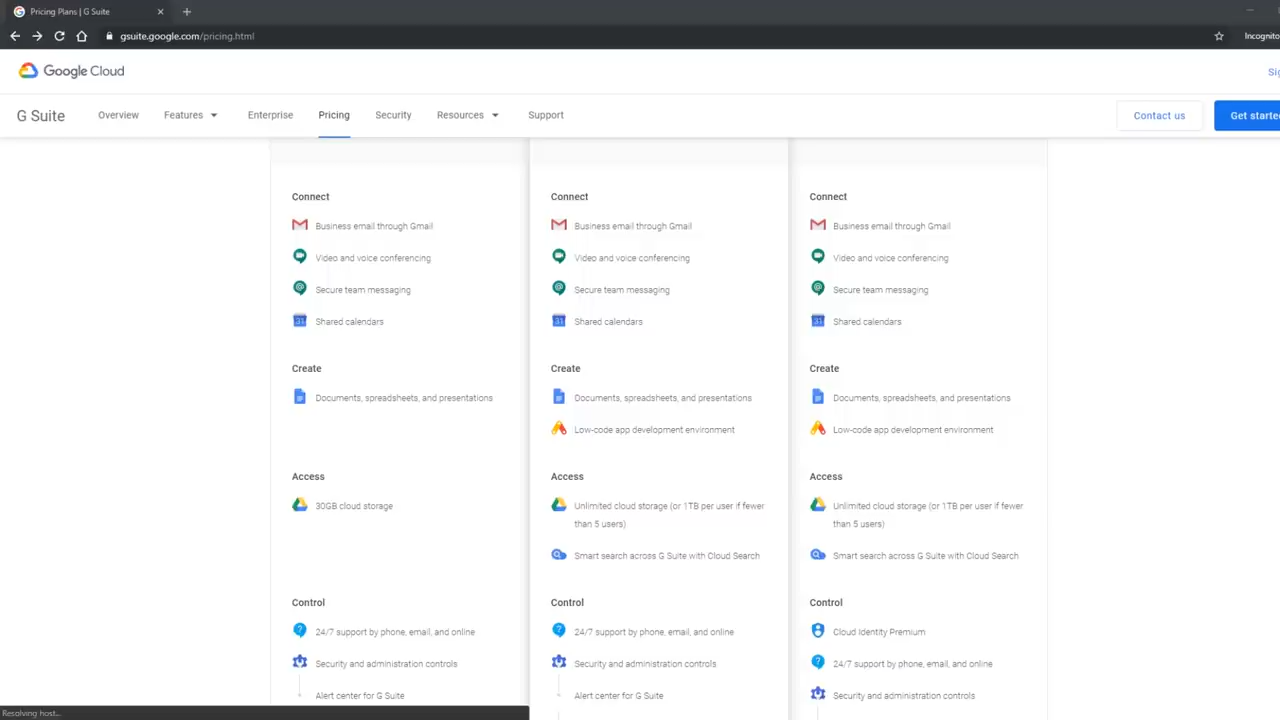 Pricing Plans | G Suite
gsuite.google.com/pricing.html
Incognito
Google Cloud
G Suite
Overview
Features
Enterprise
Pricing
Security
Resources
Support
Contact us
Get starte
Connect
Business email through Gmail
Video and voice conferencing
Secure team messaging
Shared calendars
Create
Documents, spreadsheets, and presentations
Access
30GB cloud storage
Control
24/7 support by phone, email, and online
Security and administration controls
Alert center for G Suite
Connect
Business email through Gmail
Video and voice conferencing
Secure team messaging
Shared calendars
Create
Documents, spreadsheets, and presentations
Low-code app development environment
Access
Unlimited cloud storage (or 1TB per user if fewer
than 5 users)
Smart search across G Suite with Cloud Search
Control
24/7 support by phone, email, and online
Security and administration controls
Alert center for G Suite
Connect
Business email through Gmail
Video and voice conferencing
Secure team messaging
Shared calendars
Create
Documents, spreadsheets, and presentations
Low-code app development environment
Access
Unlimited cloud storage (or 1TB per user if fewer
than 5 users)
Smart search across G Suite with Cloud Search
Control
Cloud Identity Premium
24/7 support by phone, email, and online
Security and administration controls
Resolving host...